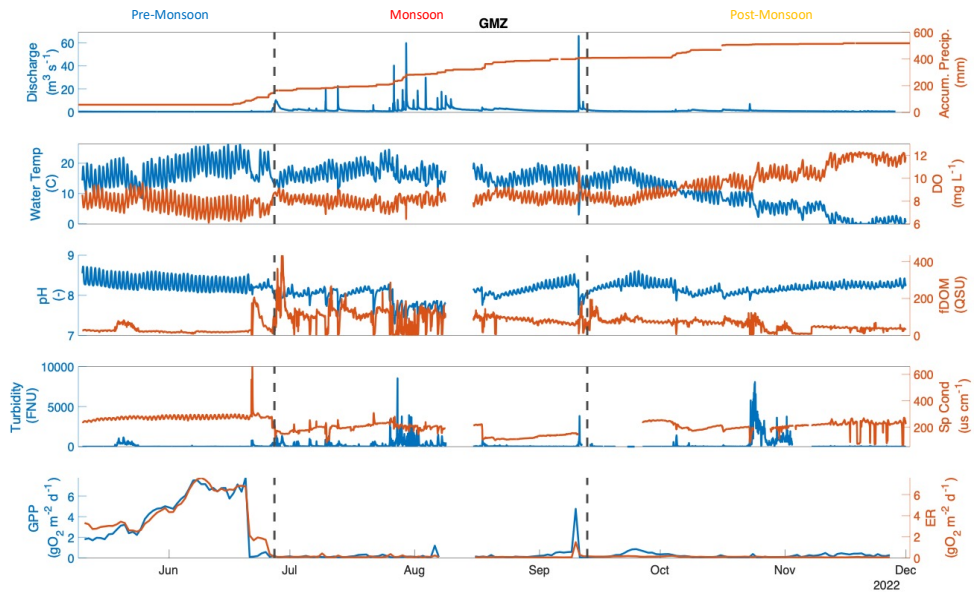 Pre-Monsoon
Monsoon
Post-Monsoon
GMZ
Discharge
(m³ s⁻¹)
60
40
20
0
600
400
200
0
Accum. Precip.
(mm)
Water Temp
(C)
20
10
0
12
10
8
6
DO
(mg L⁻¹)
pH
(-)
9
8
7
400
200
0
fDOM
(QSU)
Turbidity
(FNU)
10000
5000
0
600
400
200
Sp Cond
(us cm⁻¹)
GPP
(gO₂ m⁻² d⁻¹)
6
4
2
0
6
4
2
0
ER
(gO₂ m⁻² d⁻¹)
Jun
Jul
Aug
Sep
Oct
Nov
Dec
2022